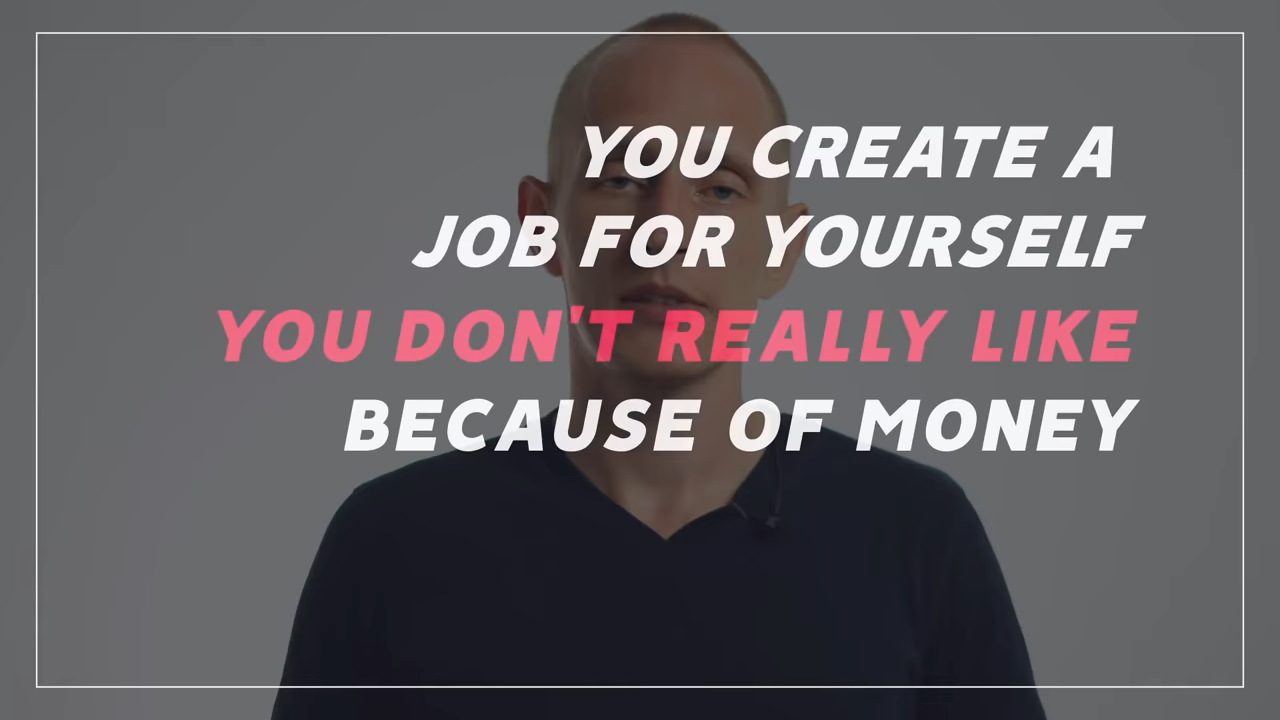 YOU CREATE A
JOB FOR YOURSELF
YOU DON'T REALLY LIKE
BECAUSE OF MONEY